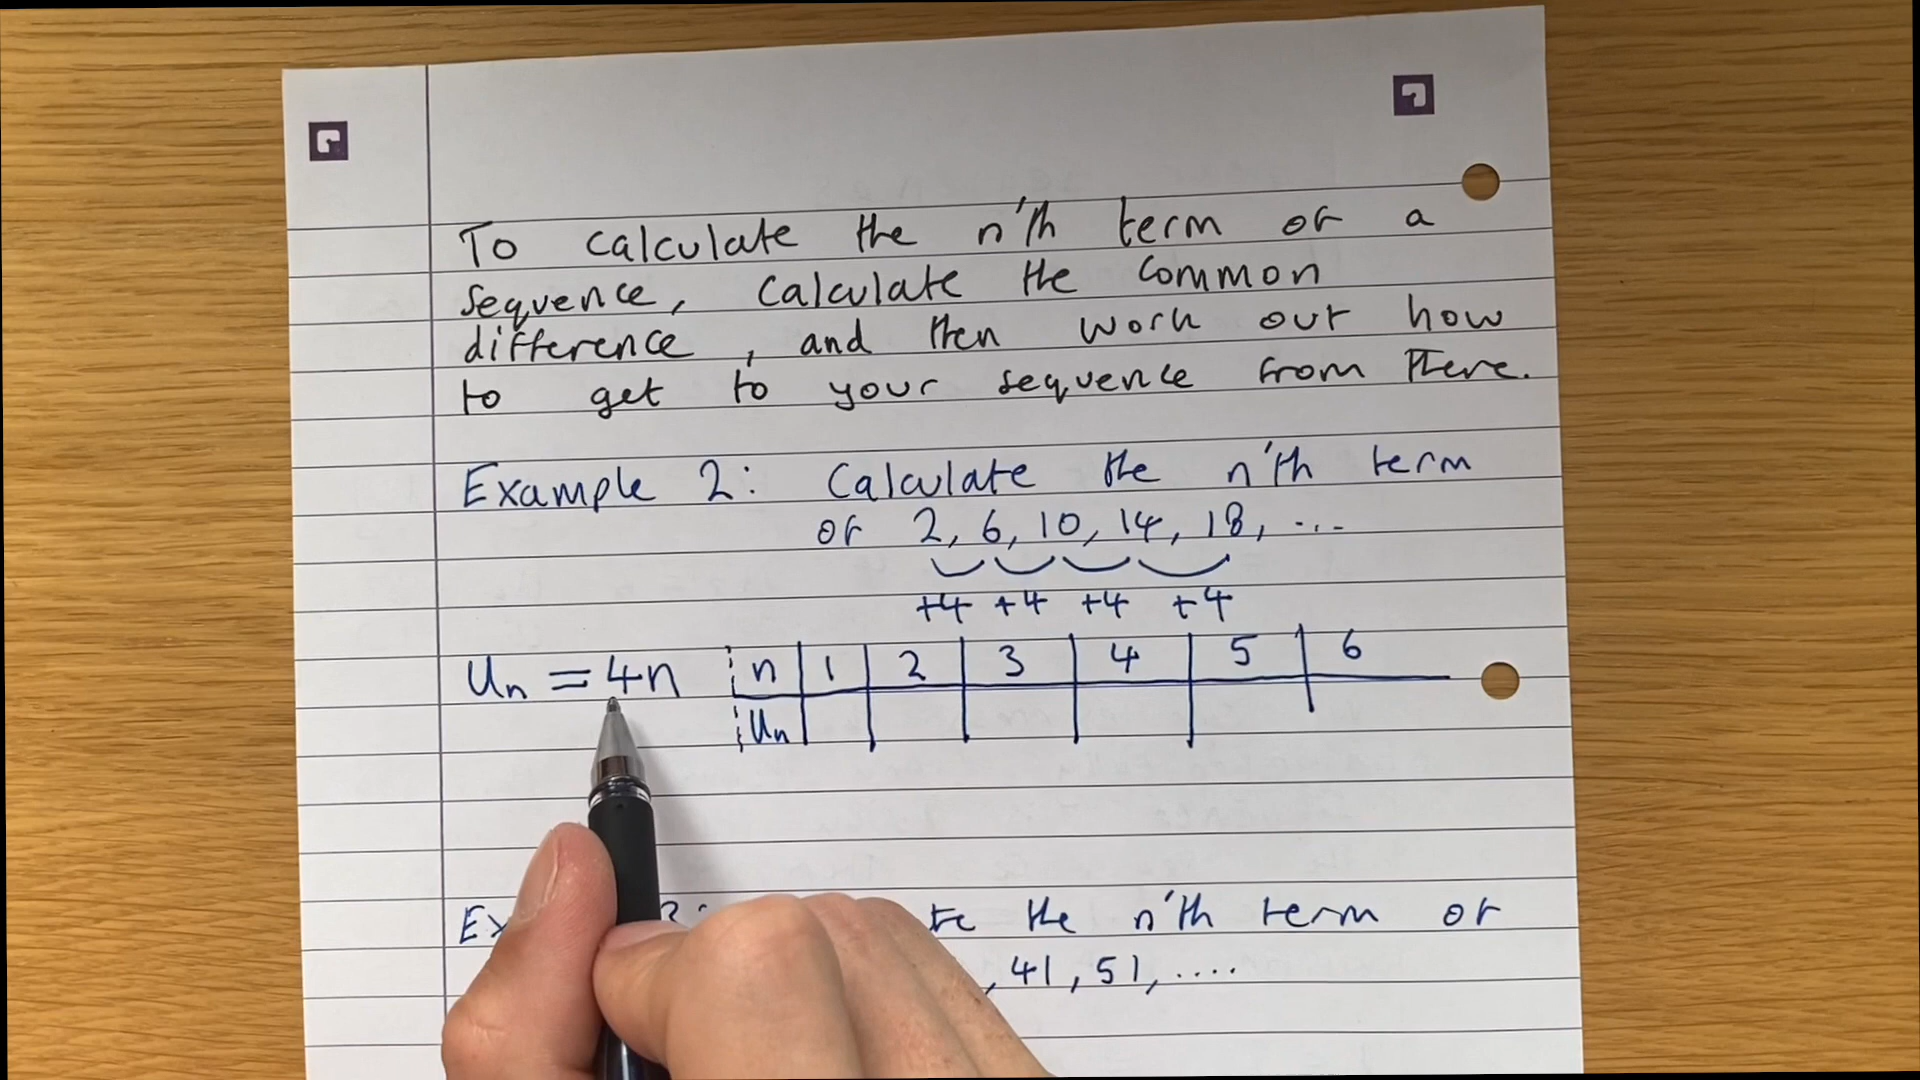 To calculate the n'th term of a
sequence, calculate the common
difference, and then work out how
to get to your sequence from there.
Example 2: Calculate the n'th term
of 2, 6, 10, 14, 18, ...
+4 +4 +4 +4
Un = 4n
n 1 2 3 4 5 6
Un
the n'th term of
, 41, 51, ....